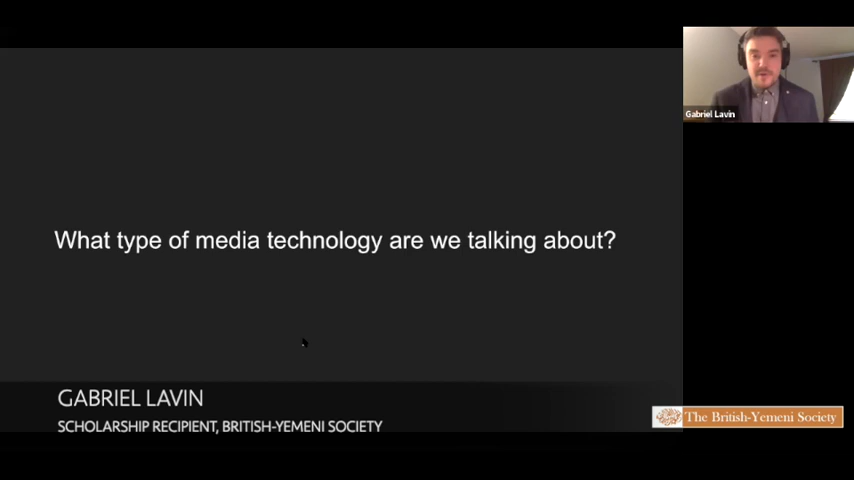 Gabriel Lavin
What type of media technology are we talking about?
GABRIEL LAVIN
SCHOLARSHIP RECIPIENT, BRITISH-YEMENI SOCIETY
The British-Yemeni Society